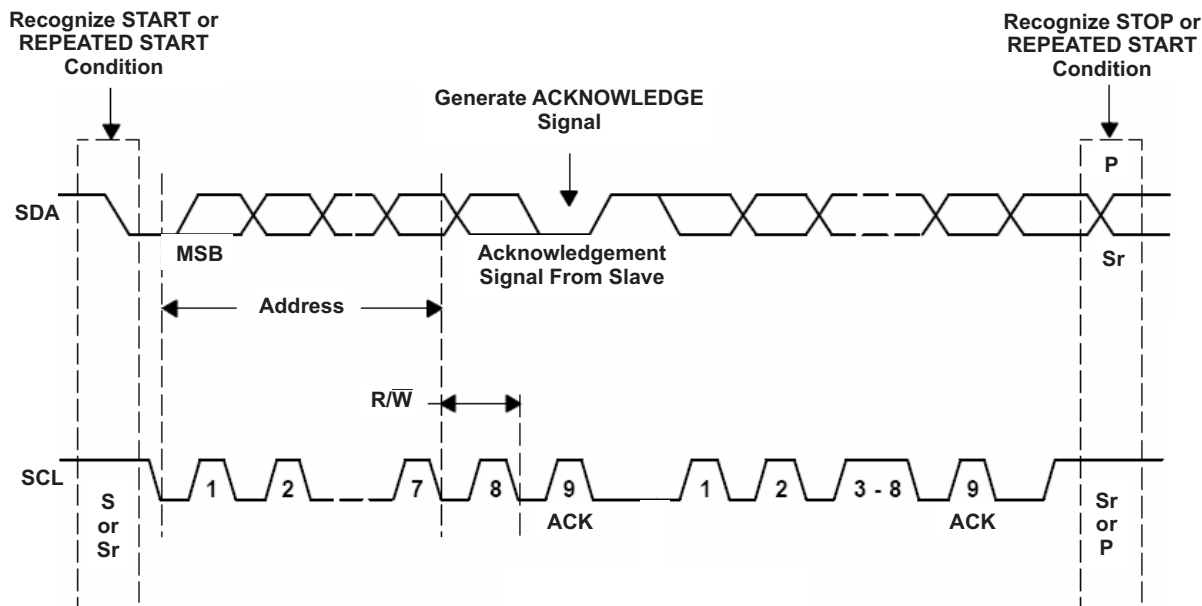 Recognize START or
REPEATED START
Condition
Recognize STOP or
REPEATED START
Condition
Generate ACKNOWLEDGE
Signal
P
SDA
MSB
Acknowledgement
Signal From Slave
Sr
Address
R/W̅
SCL
1
2
7
8
9
1
2
3 - 8
9
ACK
ACK
S
or
Sr
Sr
or
P